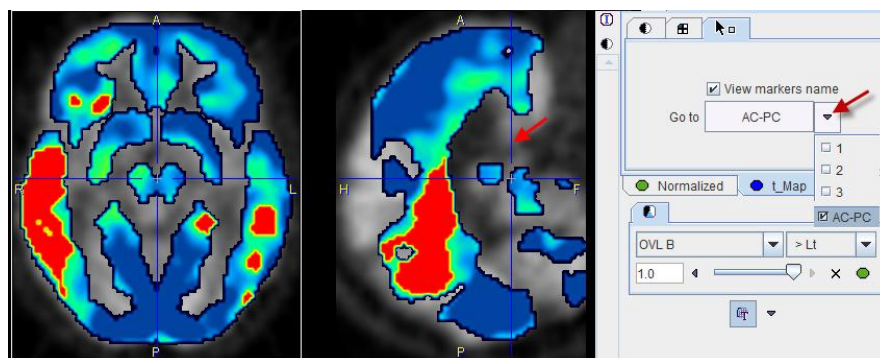 A
R
L
P
A
H
F
P
View markers name
Go to AC-PC
1
2
3
AC-PC
Normalized t_Map
OVL B > Lt
1.0